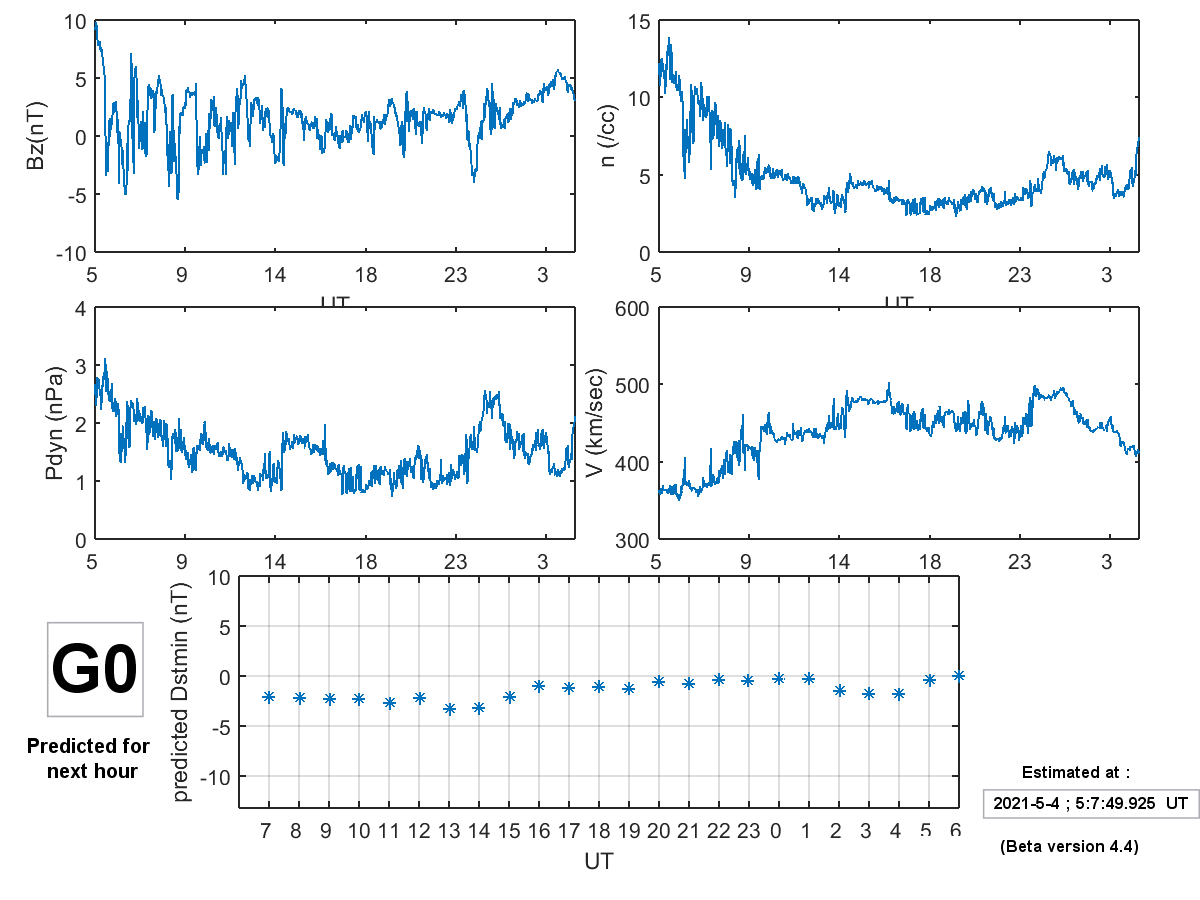 10
5
0
-5
-10
Bz(nT)
5 9 14 18 23 3
UT
15
10
5
0
n (/cc)
5 9 14 18 23 3
UT
4
3
2
1
0
Pdyn (nPa)
5 9 14 18 23 3
600
500
400
300
V (km/sec)
5 9 14 18 23 3
10
5
0
-5
-10
predicted Dstmin (nT)
7 8 9 10 11 12 13 14 15 16 17 18 19 20 21 22 23 0 1 2 3 4 5 6
UT
G0
Predicted for
next hour
Estimated at :
2021-5-4 ; 5:7:49.925 UT
(Beta version 4.4)